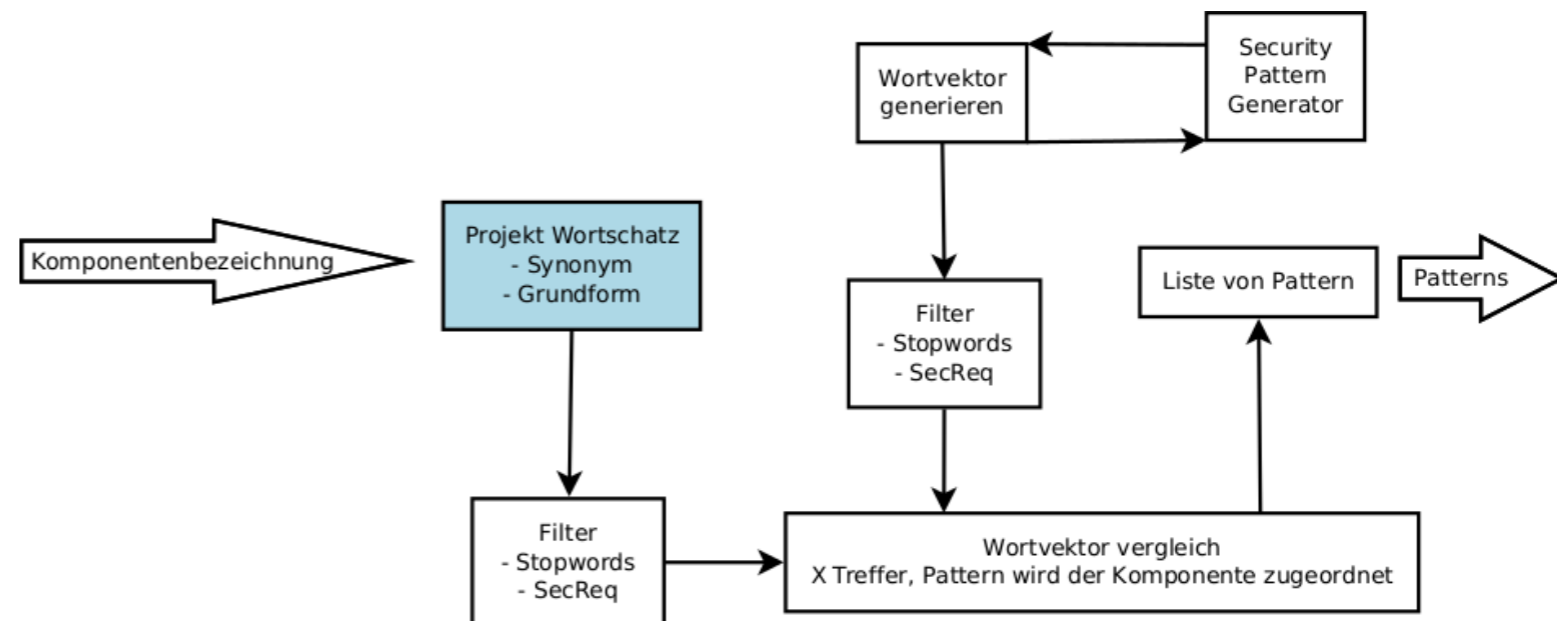 Komponentenbezeichnung
Projekt Wortschatz
- Synonym
- Grundform
Filter
- Stopwords
- SecReq
Wortvektor
generieren
Security
Pattern
Generator
Filter
- Stopwords
- SecReq
Wortvektor vergleich
X Treffer, Pattern wird der Komponente zugeordnet
Liste von Pattern
Patterns